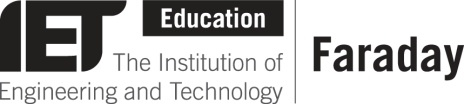 IET Education
The Institution of
Engineering and Technology
Faraday